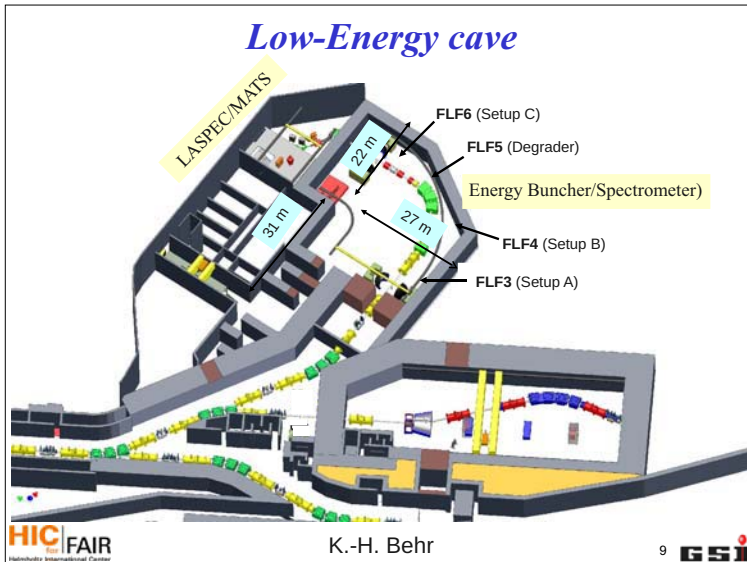 Low-Energy cave
LASPEC/MATS
FLF6 (Setup C)
22 m
FLF5 (Degrader)
Energy Buncher/Spectrometer)
31 m
27 m
FLF4 (Setup B)
FLF3 (Setup A)
HIC for FAIR
Helmholtz International Center
K.-H. Behr
9
GSI